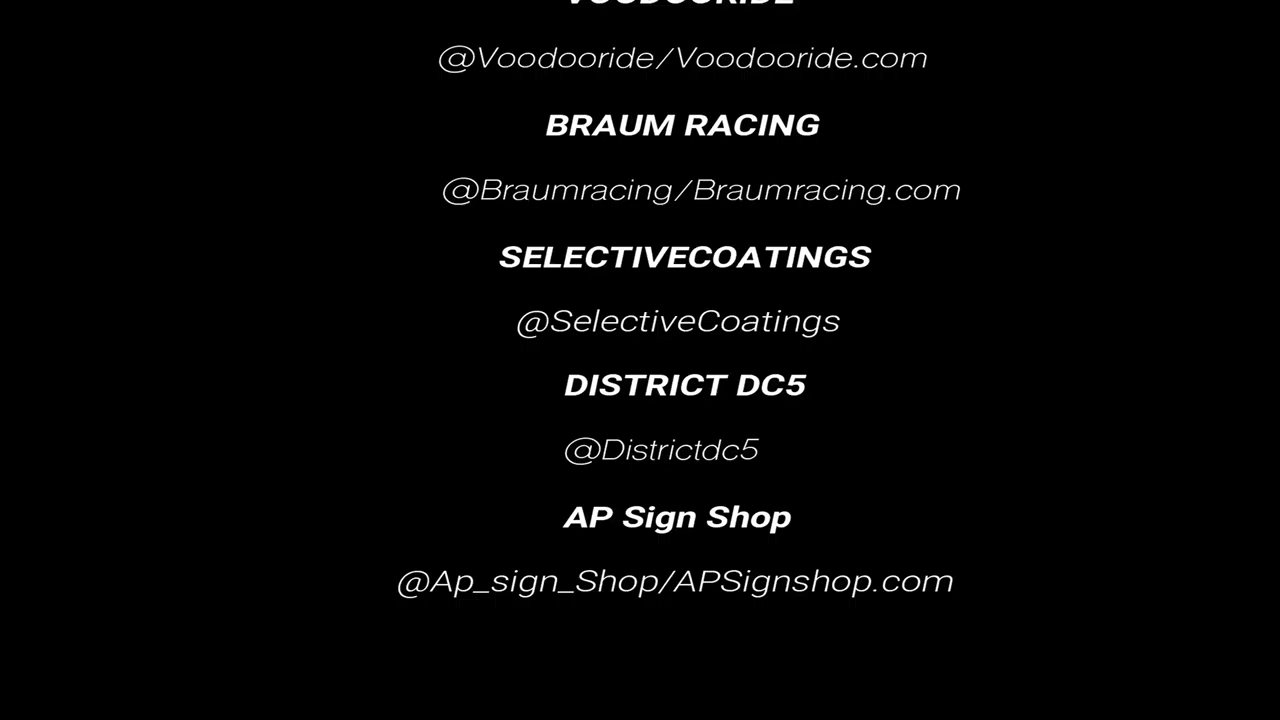 VOODOORIDE
@Voodooride/Voodooride.com
BRAUM RACING
@Braumracing/Braumracing.com
SELECTIVECOATINGS
@SelectiveCoatings
DISTRICT DC5
@Districtdc5
AP Sign Shop
@Ap_sign_Shop/APSignshop.com